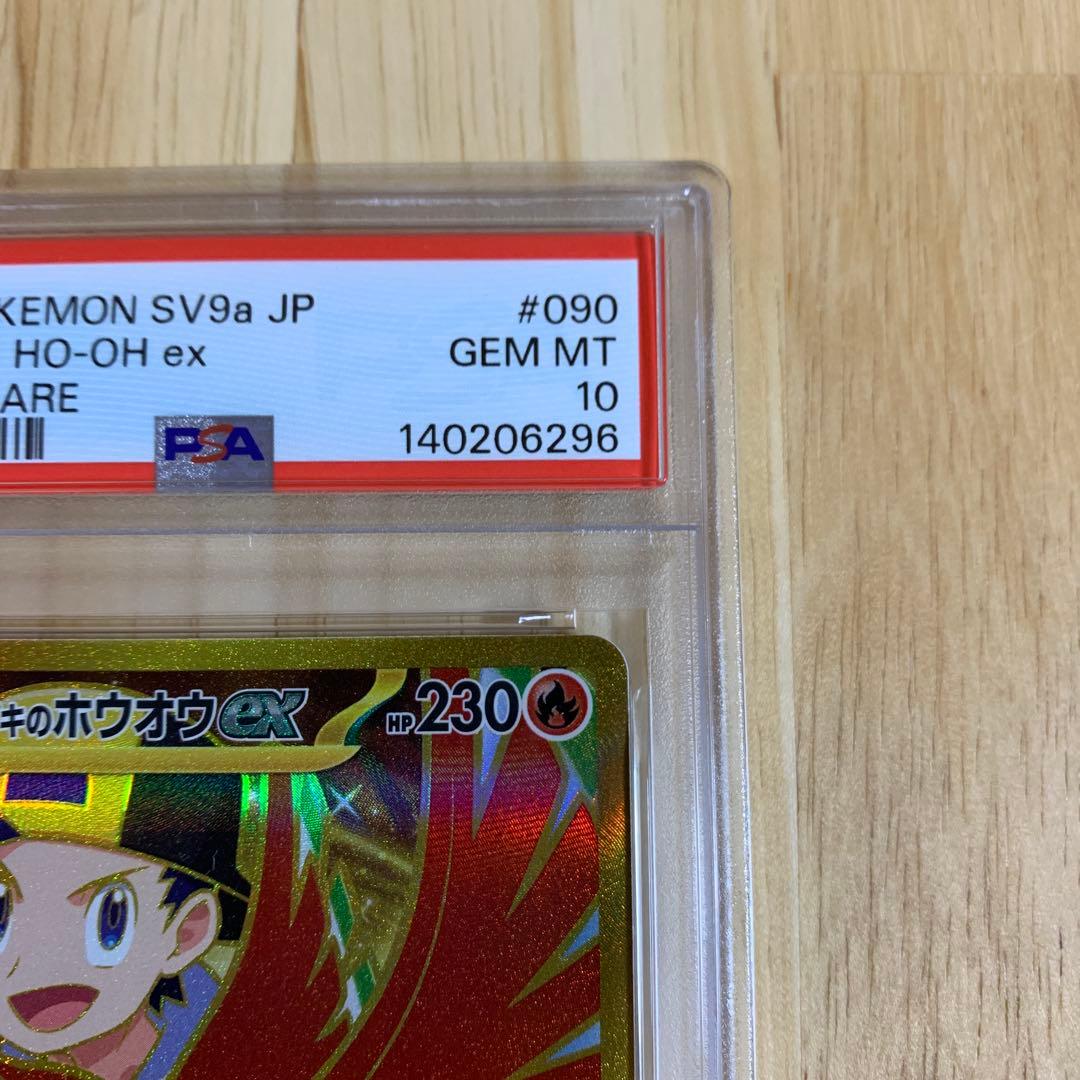 KEMON SV9a JP #090
HO-OH ex GEM MT
ARE 10
PSA 140206296
キのホウオウex HP230